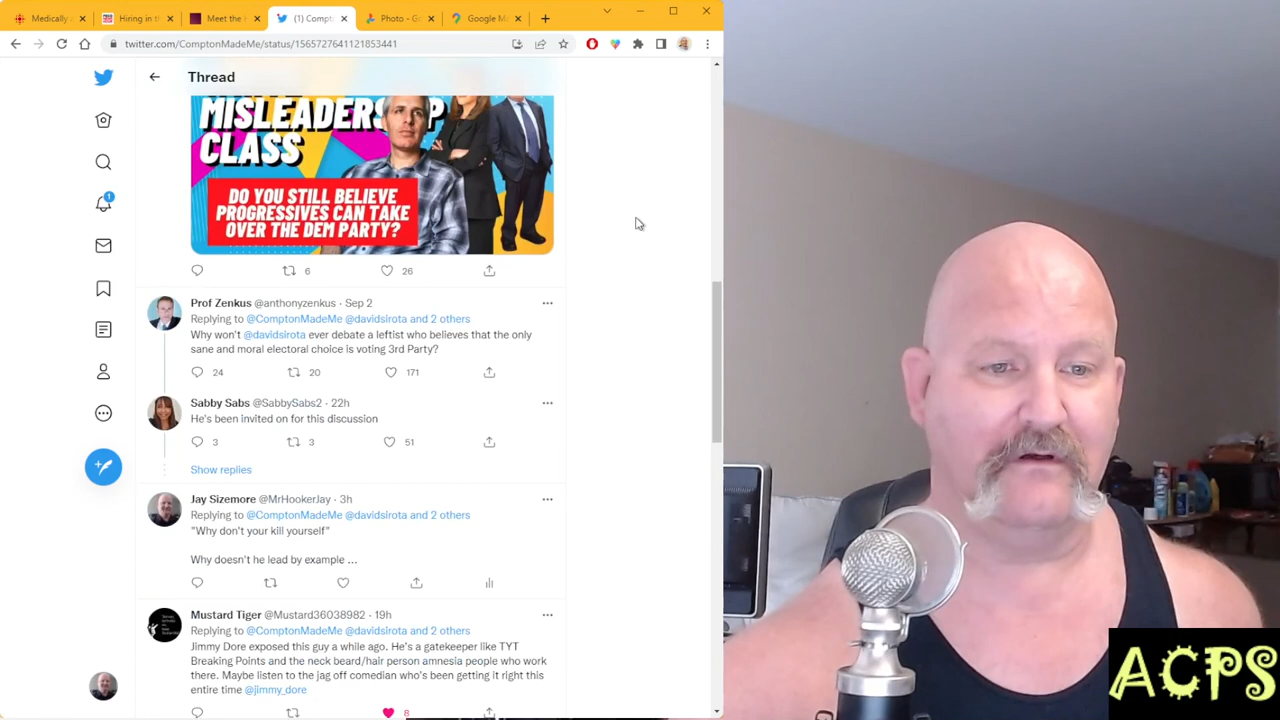 Medically A
Hiring in th
Meet the H
(1) Compto
Photo - Go
Google Ma
twitter.com/ComptonMadeMe/status/1565727641121853441
Thread
MISLEADERSHIP
CLASS
DO YOU STILL BELIEVE
PROGRESSIVES CAN TAKE
OVER THE DEM PARTY?
6 26
1
Prof Zenkus @anthonyzenkus · Sep 2
Replying to @ComptonMadeMe @davidsirota and 2 others
Why won't @davidsirota ever debate a leftist who believes that the only
sane and moral electoral choice is voting 3rd Party?
24 20 171
Sabby Sabs @SabbySabs2 · 22h
He's been invited on for this discussion
3 3 51
Show replies
Jay Sizemore @MrHookerJay · 3h
Replying to @ComptonMadeMe @davidsirota and 2 others
"Why don't your kill yourself"
Why doesn't he lead by example ...
Mustard Tiger @Mustard36038982 · 19h
Replying to @ComptonMadeMe @davidsirota and 2 others
Jimmy Dore exposed this guy a while ago. He's a gatekeeper like TYT
Breaking Points and the neck beard/hair person amnesia people who work
there. Maybe listen to the jag off comedian who's been getting it right this
entire time @jimmy_dore
8
ACPS